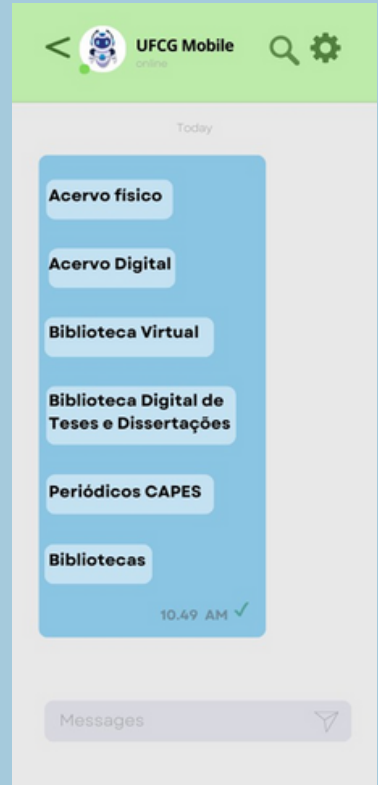 UFCG Mobile
online
Today
Acervo físico
Acervo Digital
Biblioteca Virtual
Biblioteca Digital de
Teses e Dissertações
Periódicos CAPES
Bibliotecas
10.49 AM
Messages